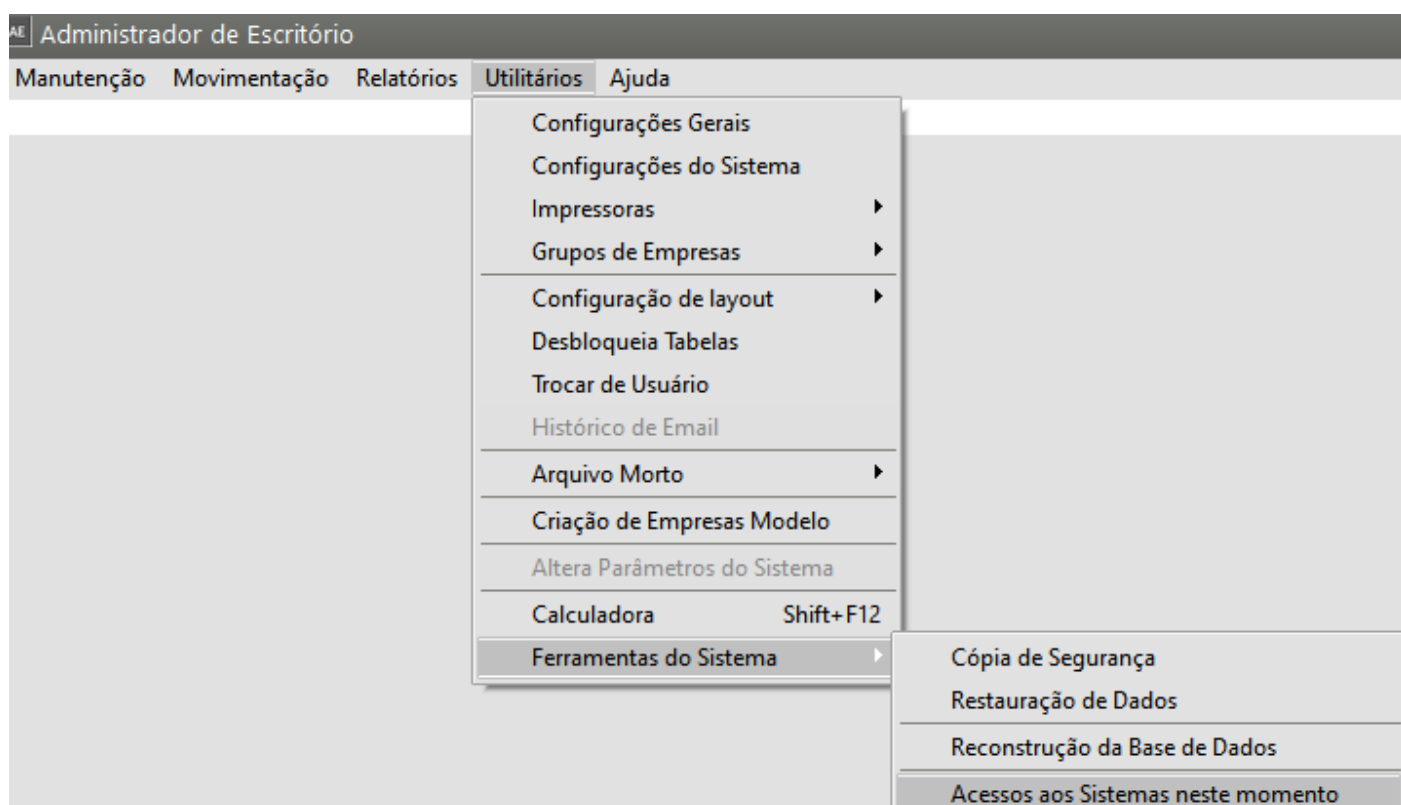 AE Administrador de Escritório
Manutenção Movimentação Relatórios Utilitários Ajuda
Configurações Gerais
Configurações do Sistema
Impressoras
Grupos de Empresas
Configuração de layout
Desbloqueia Tabelas
Trocar de Usuário
Histórico de Email
Arquivo Morto
Criação de Empresas Modelo
Altera Parâmetros do Sistema
Calculadora Shift+F12
Ferramentas do Sistema
Cópia de Segurança
Restauração de Dados
Reconstrução da Base de Dados
Acessos aos Sistemas neste momento